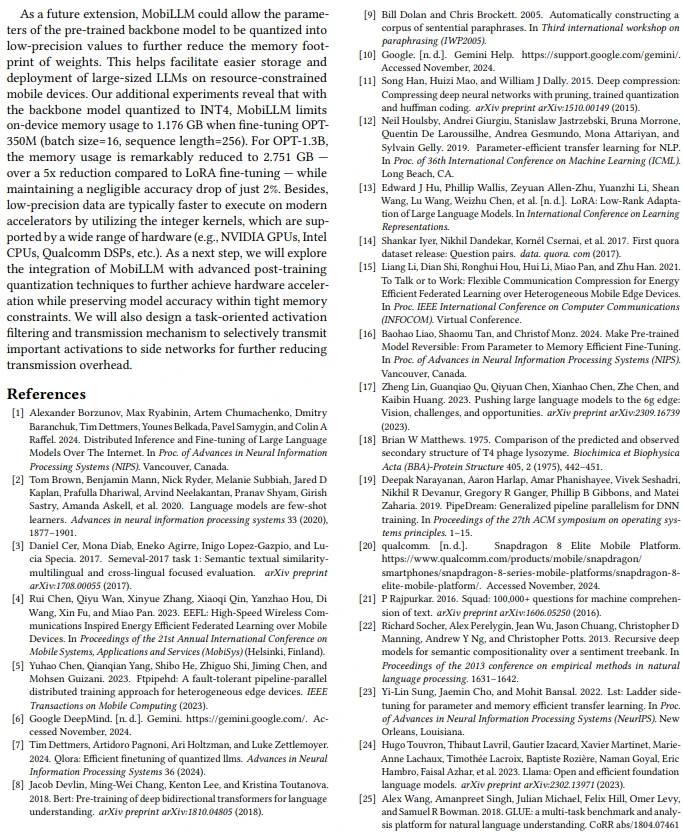 As a future extension, MobiLLM could allow the parame-
ters of the pre-trained backbone model to be quantized into
low-precision values to further reduce the memory foot-
print of weights. This helps facilitate easier storage and
deployment of large-sized LLMs on resource-constrained
mobile devices. Our additional experiments reveal that with
the backbone model quantized to INT4, MobiLLM limits
on-device memory usage to 1.176 GB when fine-tuning OPT-
350M (batch size=16, sequence length=256). For OPT-1.3B,
the memory usage is remarkably reduced to 2.751 GB —
over a 5x reduction compared to LoRA fine-tuning — while
maintaining a negligible accuracy drop of just 2%. Besides,
low-precision data are typically faster to execute on modern
accelerators by utilizing the integer kernels, which are sup-
ported by a wide range of hardware (e.g., NVIDIA GPUs, Intel
CPUs, Qualcomm DSPs, etc.). As a next step, we will explore
the integration of MobiLLM with advanced post-training
quantization techniques to further achieve hardware acceler-
ation while preserving model accuracy within tight memory
constraints. We will also design a task-oriented activation
filtering and transmission mechanism to selectively transmit
important activations to side networks for further reducing
transmission overhead.
References
[1] Alexander Borzunov, Max Ryabinin, Artem Chumachenko, Dmitry
Baranchuk, Tim Dettmers, Younes Belkada, Pavel Samygin, and Colin A
Raffel. 2024. Distributed Inference and Fine-tuning of Large Language
Models Over The Internet. In Proc. of Advances in Neural Information
Processing Systems (NIPS). Vancouver, Canada.
[2] Tom Brown, Benjamin Mann, Nick Ryder, Melanie Subbiah, Jared D
Kaplan, Prafulla Dhariwal, Arvind Neelakantan, Pranav Shyam, Girish
Sastry, Amanda Askell, et al. 2020. Language models are few-shot
learners. Advances in neural information processing systems 33 (2020),
1877–1901.
[3] Daniel Cer, Mona Diab, Eneko Agirre, Inigo Lopez-Gazpio, and Lu-
cia Specia. 2017. Semeval-2017 task 1: Semantic textual similarity-
multilingual and cross-lingual focused evaluation. arXiv preprint
arXiv:1708.00055 (2017).
[4] Rui Chen, Qiyu Wan, Xinyue Zhang, Xiaoqi Qin, Yanzhao Hou, Di
Wang, Xin Fu, and Miao Pan. 2023. EEFL: High-Speed Wireless Com-
munications Inspired Energy Efficient Federated Learning over Mobile
Devices. In Proceedings of the 21st Annual International Conference on
Mobile Systems, Applications and Services (MobiSys) (Helsinki, Finland).
[5] Yuhao Chen, Qianqian Yang, Shibo He, Zhiguo Shi, Jiming Chen, and
Mohsen Guizani. 2023. Ftpipehd: A fault-tolerant pipeline-parallel
distributed training approach for heterogeneous edge devices. IEEE
Transactions on Mobile Computing (2023).
[6] Google DeepMind. [n. d.]. Gemini. https://gemini.google.com/. Ac-
cessed November, 2024.
[7] Tim Dettmers, Artidoro Pagnoni, Ari Holtzman, and Luke Zettlemoyer.
2024. Qlora: Efficient finetuning of quantized llms. Advances in Neural
Information Processing Systems 36 (2024).
[8] Jacob Devlin, Ming-Wei Chang, Kenton Lee, and Kristina Toutanova.
2018. Bert: Pre-training of deep bidirectional transformers for language
understanding. arXiv preprint arXiv:1810.04805 (2018).
[9] Bill Dolan and Chris Brockett. 2005. Automatically constructing a
corpus of sentential paraphrases. In Third international workshop on
paraphrasing (IWP2005).
[10] Google. [n. d.]. Gemini Help. https://support.google.com/gemini/.
Accessed November, 2024.
[11] Song Han, Huizi Mao, and William J Dally. 2015. Deep compression:
Compressing deep neural networks with pruning, trained quantization
and huffman coding. arXiv preprint arXiv:1510.00149 (2015).
[12] Neil Houlsby, Andrei Giurgiu, Stanislaw Jastrzebski, Bruna Morrone,
Quentin De Laroussilhe, Andrea Gesmundo, Mona Attariyan, and
Sylvain Gelly. 2019. Parameter-efficient transfer learning for NLP.
In Proc. of 36th International Conference on Machine Learning (ICML).
Long Beach, CA.
[13] Edward J Hu, Phillip Wallis, Zeyuan Allen-Zhu, Yuanzhi Li, Shean
Wang, Lu Wang, Weizhu Chen, et al. [n. d.]. LoRA: Low-Rank Adapta-
tion of Large Language Models. In International Conference on Learning
Representations.
[14] Shankar Iyer, Nikhil Dandekar, Kornél Csernai, et al. 2017. First quora
dataset release: Question pairs. data. quora. com (2017).
[15] Liang Li, Dian Shi, Ronghui Hou, Hui Li, Miao Pan, and Zhu Han. 2021.
To Talk or to Work: Flexible Communication Compression for Energy
Efficient Federated Learning over Heterogeneous Mobile Edge Devices.
In Proc. IEEE International Conference on Computer Communications
(INFOCOM). Virtual Conference.
[16] Baohao Liao, Shaomu Tan, and Christof Monz. 2024. Make Pre-trained
Model Reversible: From Parameter to Memory Efficient Fine-Tuning.
In Proc. of Advances in Neural Information Processing Systems (NIPS).
Vancouver, Canada.
[17] Zheng Lin, Guanqiao Qu, Qiyuan Chen, Xianhao Chen, Zhe Chen, and
Kaibin Huang. 2023. Pushing large language models to the 6g edge:
Vision, challenges, and opportunities. arXiv preprint arXiv:2309.16739
(2023).
[18] Brian W Matthews. 1975. Comparison of the predicted and observed
secondary structure of T4 phage lysozyme. Biochimica et Biophysica
Acta (BBA)-Protein Structure 405, 2 (1975), 442–451.
[19] Deepak Narayanan, Aaron Harlap, Amar Phanishayee, Vivek Seshadri,
Nikhil R Devanur, Gregory R Ganger, Phillip B Gibbons, and Matei
Zaharia. 2019. PipeDream: Generalized pipeline parallelism for DNN
training. In Proceedings of the 27th ACM symposium on operating sys-
tems principles. 1–15.
[20] qualcomm. [n. d.]. Snapdragon 8 Elite Mobile Platform.
https://www.qualcomm.com/products/mobile/snapdragon/
smartphones/snapdragon-8-series-mobile-platforms/snapdragon-8-
elite-mobile-platform/. Accessed November, 2024.
[21] P Rajpurkar. 2016. Squad: 100,000+ questions for machine comprehen-
sion of text. arXiv preprint arXiv:1606.05250 (2016).
[22] Richard Socher, Alex Perelygin, Jean Wu, Jason Chuang, Christopher D
Manning, Andrew Y Ng, and Christopher Potts. 2013. Recursive deep
models for semantic compositionality over a sentiment treebank. In
Proceedings of the 2013 conference on empirical methods in natural
language processing. 1631–1642.
[23] Yi-Lin Sung, Jaemin Cho, and Mohit Bansal. 2022. Lst: Ladder side-
tuning for parameter and memory efficient transfer learning. In Proc.
of Advances in Neural Information Processing Systems (NeurIPS). New
Orleans, Louisiana.
[24] Hugo Touvron, Thibaut Lavril, Gautier Izacard, Xavier Martinet, Marie-
Anne Lachaux, Timothée Lacroix, Baptiste Rozière, Naman Goyal, Eric
Hambro, Faisal Azhar, et al. 2023. Llama: Open and efficient foundation
language models. arXiv preprint arXiv:2302.13971 (2023).
[25] Alex Wang, Amanpreet Singh, Julian Michael, Felix Hill, Omer Levy,
and Samuel R Bowman. 2018. GLUE: a multi-task benchmark and analy-
sis platform for natural language understanding. CoRR abs/1804.07461